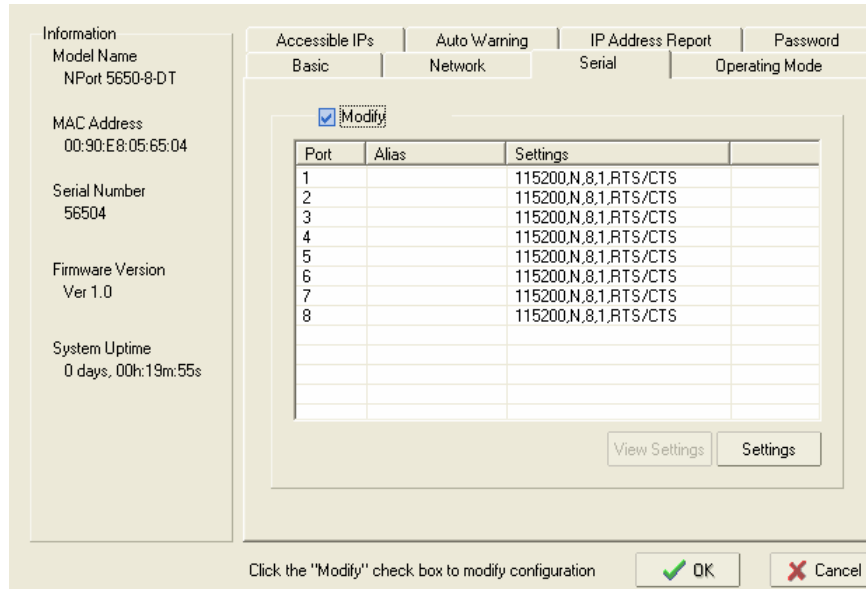 Information
Model Name
NPort 5650-8-DT
MAC Address
00:90:E8:05:65:04
Serial Number
56504
Firmware Version
Ver 1.0
System Uptime
0 days, 00h:19m:55s
Accessible IPs Auto Warning IP Address Report Password
Basic Network Serial Operating Mode
Modify
Port Alias Settings
1 115200,N,8,1,RTS/CTS
2 115200,N,8,1,RTS/CTS
3 115200,N,8,1,RTS/CTS
4 115200,N,8,1,RTS/CTS
5 115200,N,8,1,RTS/CTS
6 115200,N,8,1,RTS/CTS
7 115200,N,8,1,RTS/CTS
8 115200,N,8,1,RTS/CTS
View Settings Settings
Click the "Modify" check box to modify configuration OK Cancel